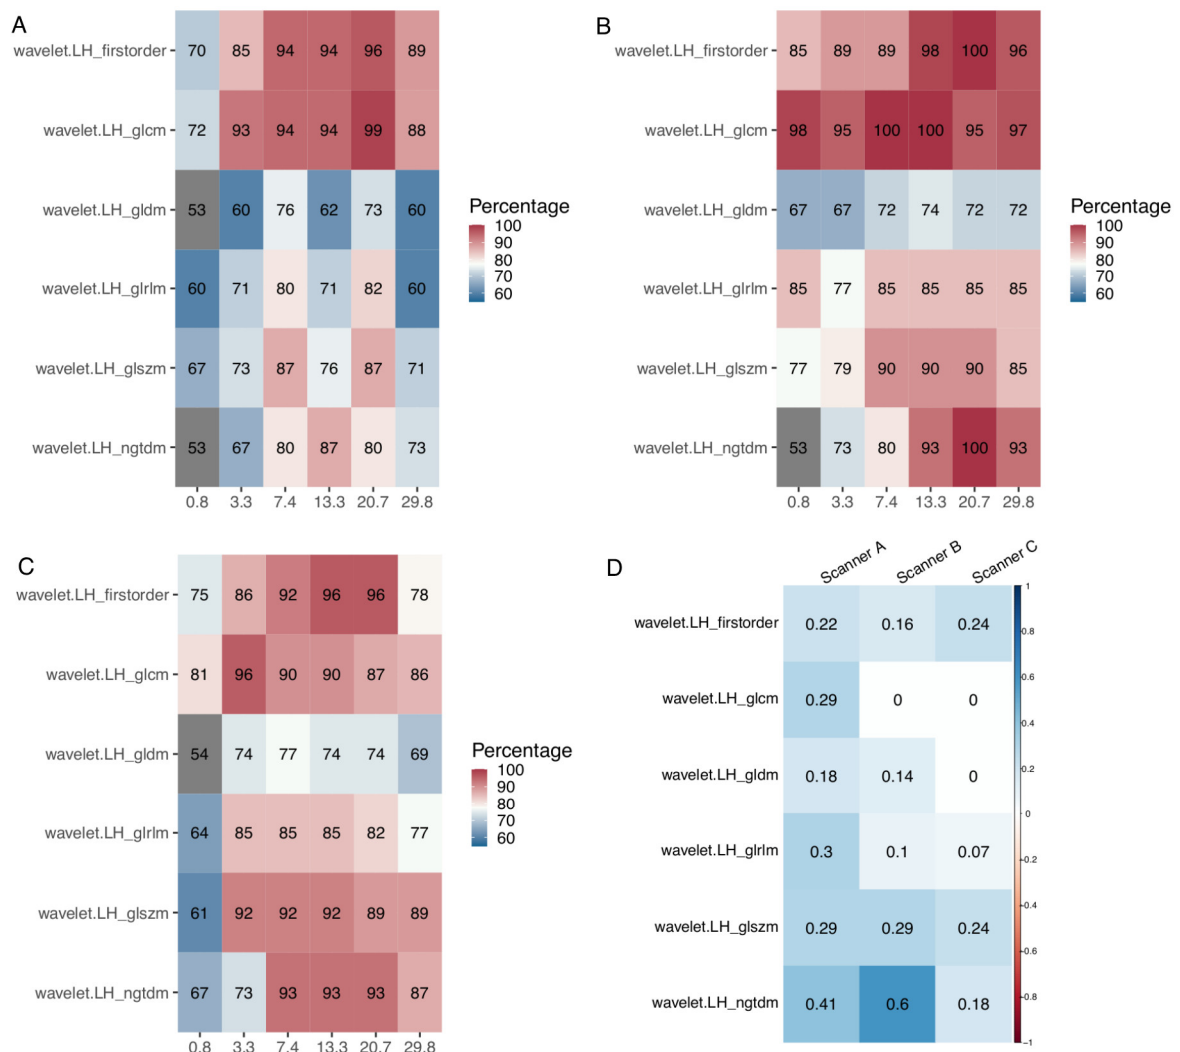 A
wavelet.LH_firstorder 70 85 94 94 96 89
wavelet.LH_glcm 72 93 94 94 99 88
wavelet.LH_gldm 53 60 76 62 73 60
wavelet.LH_glrlm 60 71 80 71 82 60
wavelet.LH_glszm 67 73 87 76 87 71
wavelet.LH_ngtdm 53 67 80 87 80 73
0.8 3.3 7.4 13.3 20.7 29.8
Percentage
100
90
80
70
60
B
wavelet.LH_firstorder 85 89 89 98 100 96
wavelet.LH_glcm 98 95 100 100 95 97
wavelet.LH_gldm 67 67 72 74 72 72
wavelet.LH_glrlm 85 77 85 85 85 85
wavelet.LH_glszm 77 79 90 90 90 85
wavelet.LH_ngtdm 53 73 80 93 100 93
0.8 3.3 7.4 13.3 20.7 29.8
Percentage
100
90
80
70
60
C
wavelet.LH_firstorder 75 86 92 96 96 78
wavelet.LH_glcm 81 96 90 90 87 86
wavelet.LH_gldm 54 74 77 74 74 69
wavelet.LH_glrlm 64 85 85 85 82 77
wavelet.LH_glszm 61 92 92 92 89 89
wavelet.LH_ngtdm 67 73 93 93 93 87
0.8 3.3 7.4 13.3 20.7 29.8
Percentage
100
90
80
70
60
D
Scanner A Scanner B Scanner C
wavelet.LH_firstorder 0.22 0.16 0.24
wavelet.LH_glcm 0.29 0 0
wavelet.LH_gldm 0.18 0.14 0
wavelet.LH_glrlm 0.3 0.1 0.07
wavelet.LH_glszm 0.29 0.29 0.24
wavelet.LH_ngtdm 0.41 0.6 0.18
1
0.8
0.6
0.4
0.2
0
-0.2
-0.4
-0.6
-0.8
-1